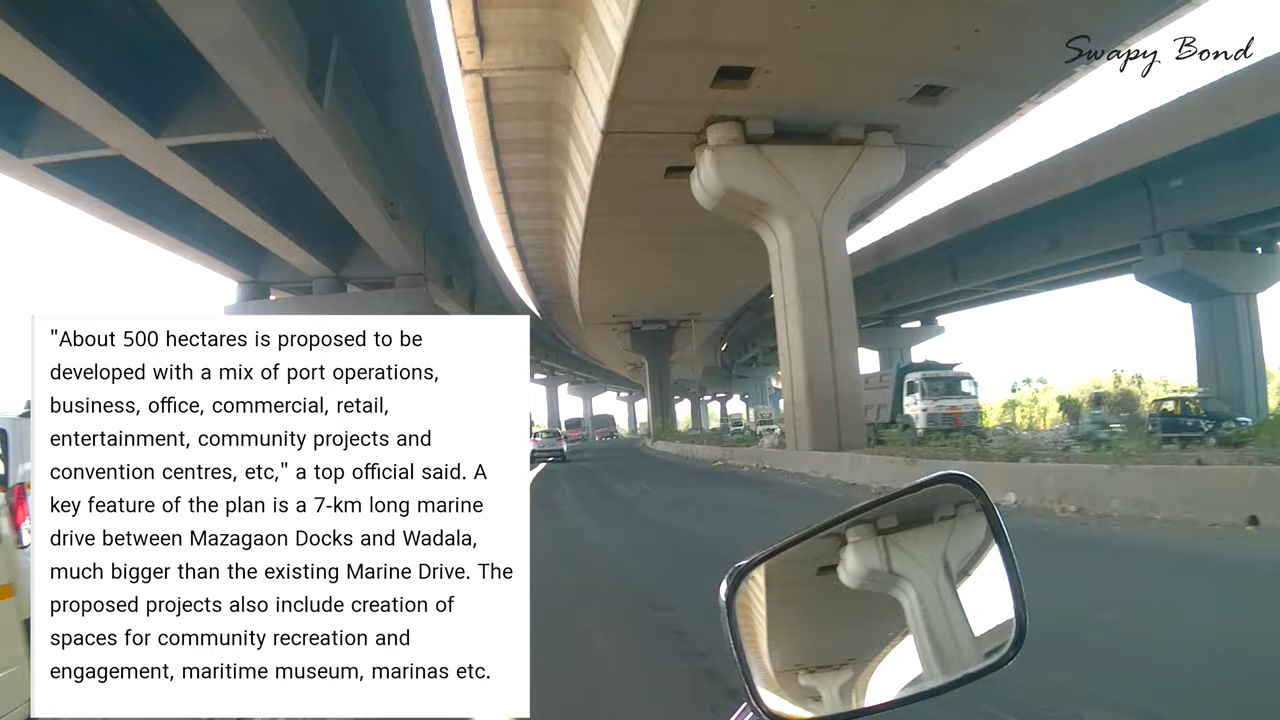 Swapy Bond
"About 500 hectares is proposed to be
developed with a mix of port operations,
business, office, commercial, retail,
entertainment, community projects and
convention centres, etc," a top official said. A
key feature of the plan is a 7-km long marine
drive between Mazagaon Docks and Wadala,
much bigger than the existing Marine Drive. The
proposed projects also include creation of
spaces for community recreation and
engagement, maritime museum, marinas etc.